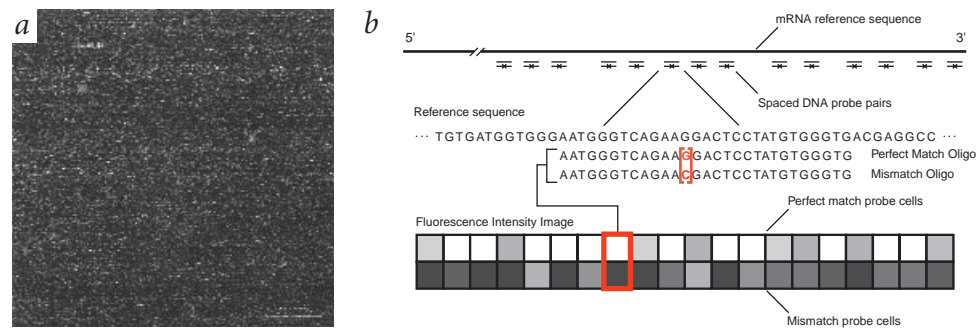 a
b
mRNA reference sequence
5'
3'
Spaced DNA probe pairs
Reference sequence
··· TGTGATGGTGGGAATGGGTCAGAAGGACTCCTATGTGGGTGACGAGGCC ···
AATGGGTCAGAAGGACTCCTATGTGGGTG
Perfect Match Oligo
AATGGGTCAGAACGACTCCTATGTGGGTG
Mismatch Oligo
Fluorescence Intensity Image
Perfect match probe cells
Mismatch probe cells